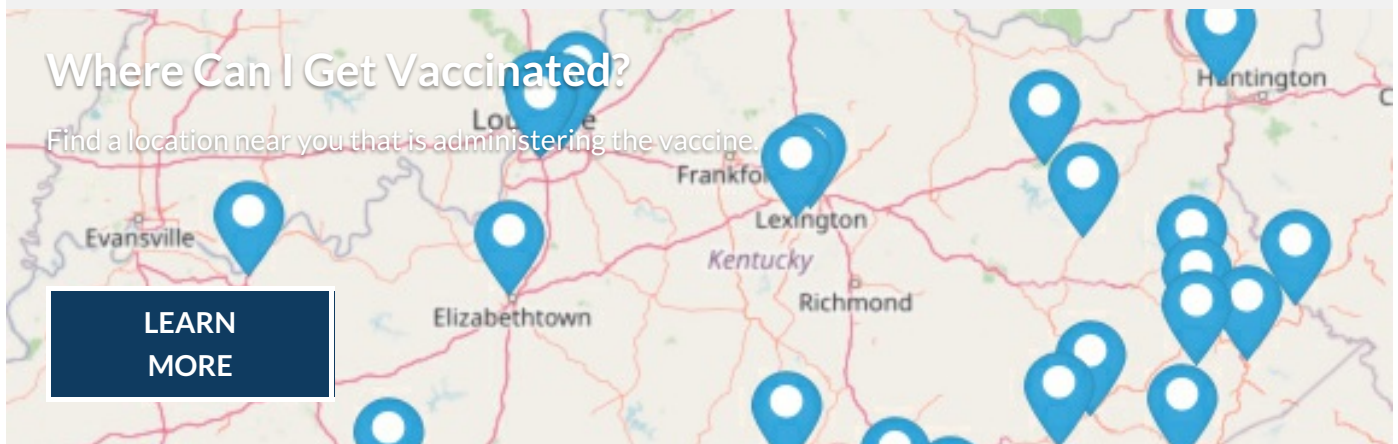 Where Can I Get Vaccinated?
Find a location near you that is administering the vaccine.
Huntington
Evansville
Lexington
Kentucky
Richmond
Elizabethtown
LEARN
MORE